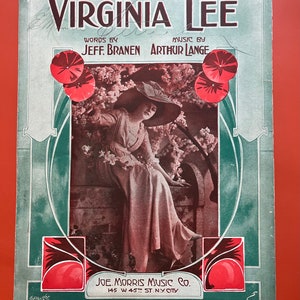 VIRGINIA LEE
WORDS BY MUSIC BY
JEFF. BRANEN ARTHUR LANGE
JOE. MORRIS MUSIC CO.
145 W. 45TH ST. N.Y. CITY